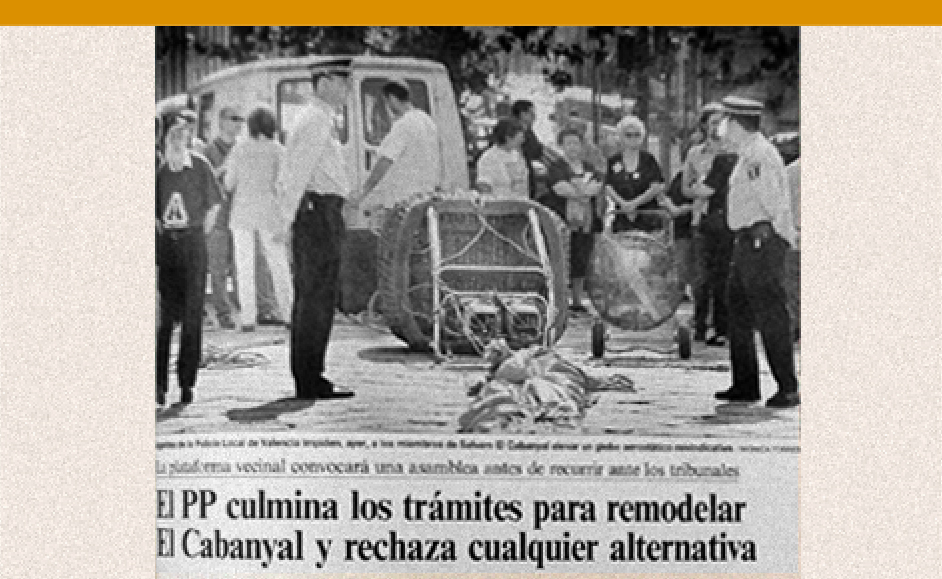 A
Agentes de la Policía Local de Valencia impiden, ayer, a los miembros de Salvem El Cabanyal elevar un globo aerostático reivindicativo.
La plataforma vecinal convocará una asamblea antes de recurrir ante los tribunales
El PP culmina los trámites para remodelar
El Cabanyal y rechaza cualquier alternativa